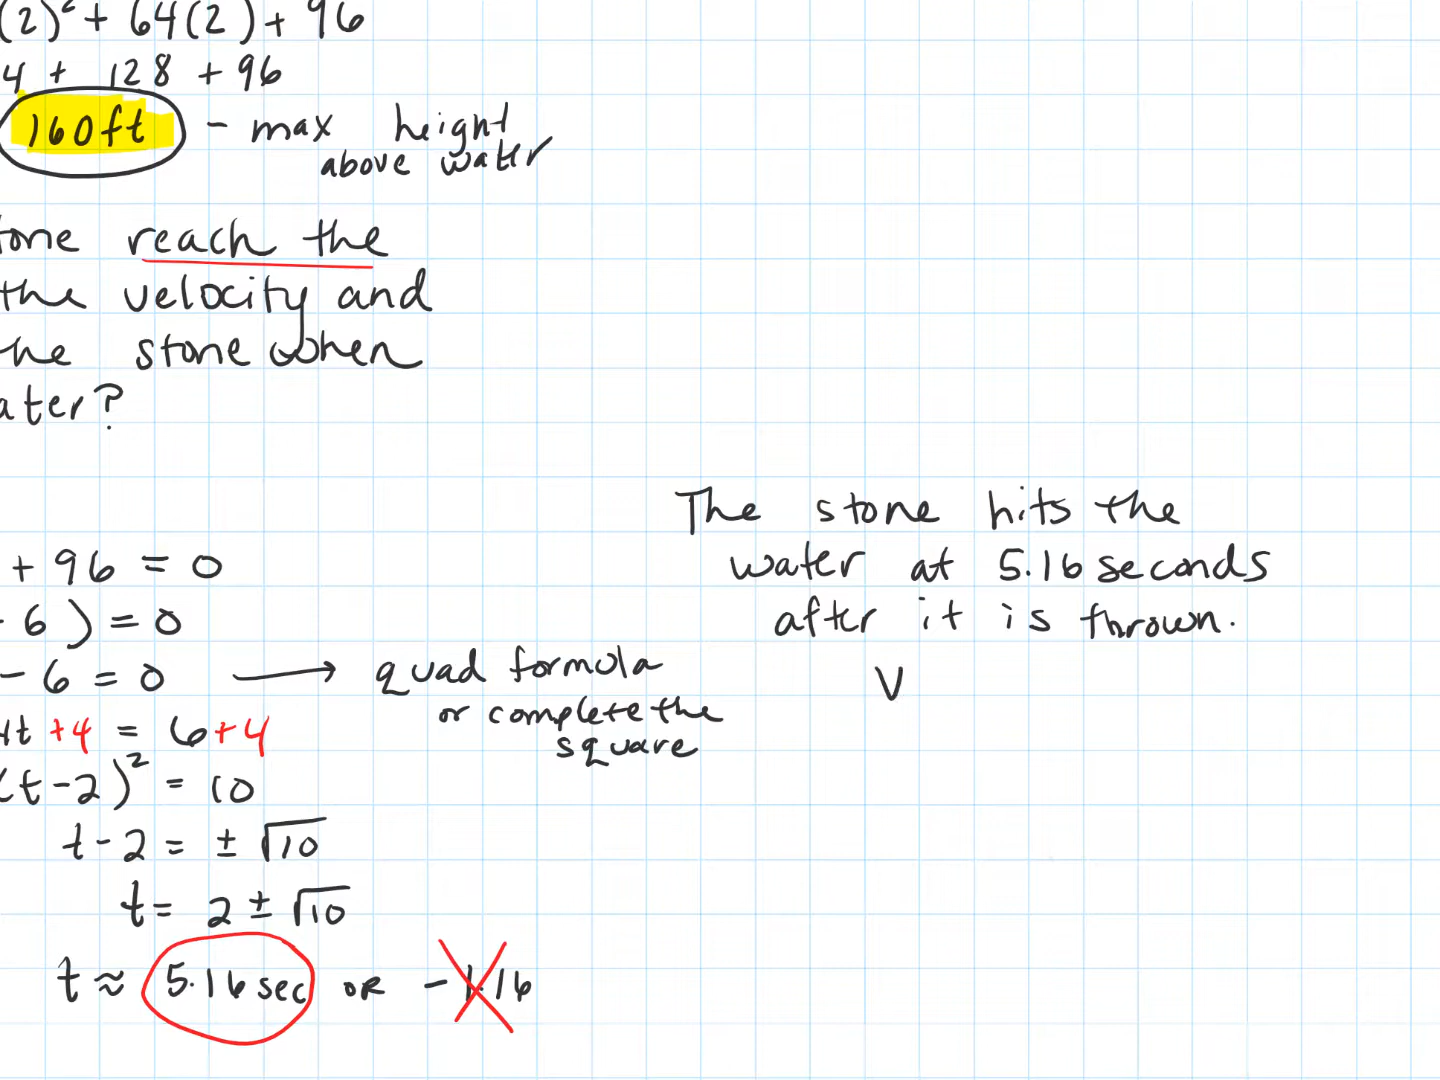 (2)² + 64(2) + 96
4 + 128 + 96
160ft - max height
above water
tone reach the
the velocity and
he stone when
ater?
+ 96 = 0
- 6) = 0
- 6 = 0 ⟶ quad formula
or complete the
square
4t +4 = 6+4
(t-2)² = 10
t - 2 = ± √10
t = 2 ± √10
t ≈ 5.16 sec OR -1.16
The stone hits the
water at 5.16 seconds
after it is thrown.
V